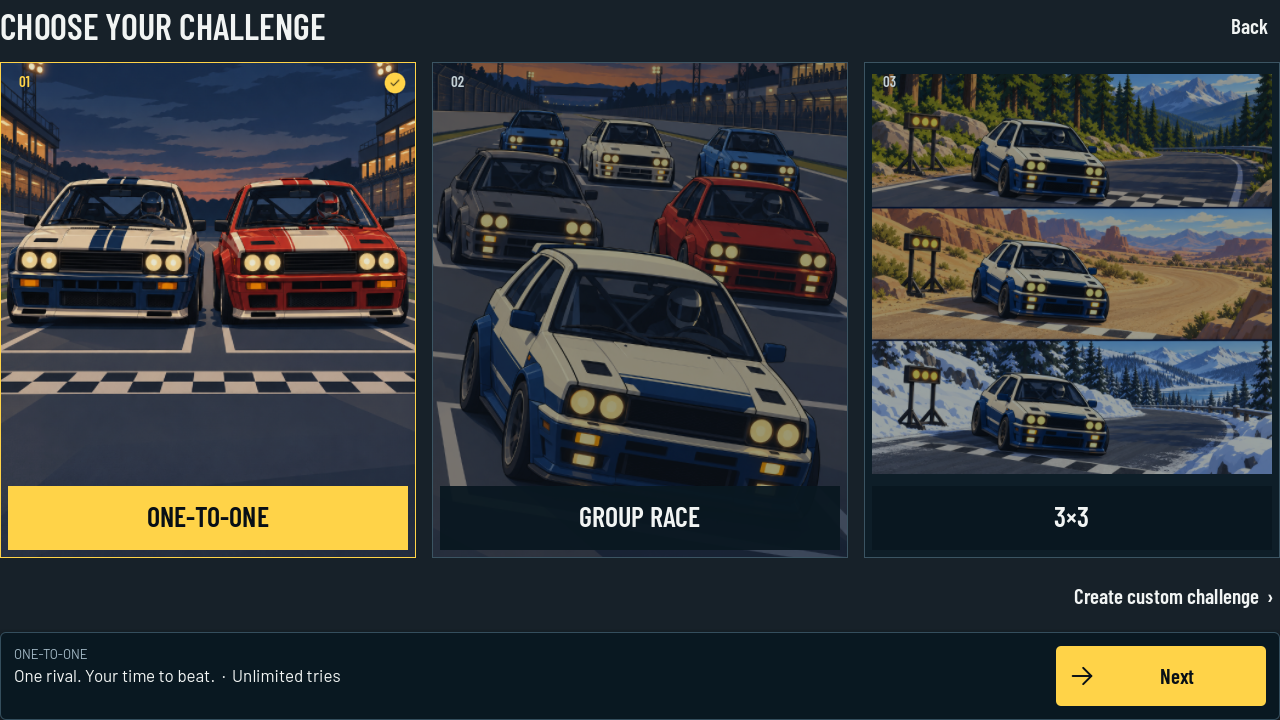 CHOOSE YOUR CHALLENGE
Back
01
02
03
ONE-TO-ONE
GROUP RACE
3×3
Create custom challenge ›
ONE-TO-ONE
One rival. Your time to beat. · Unlimited tries
Next